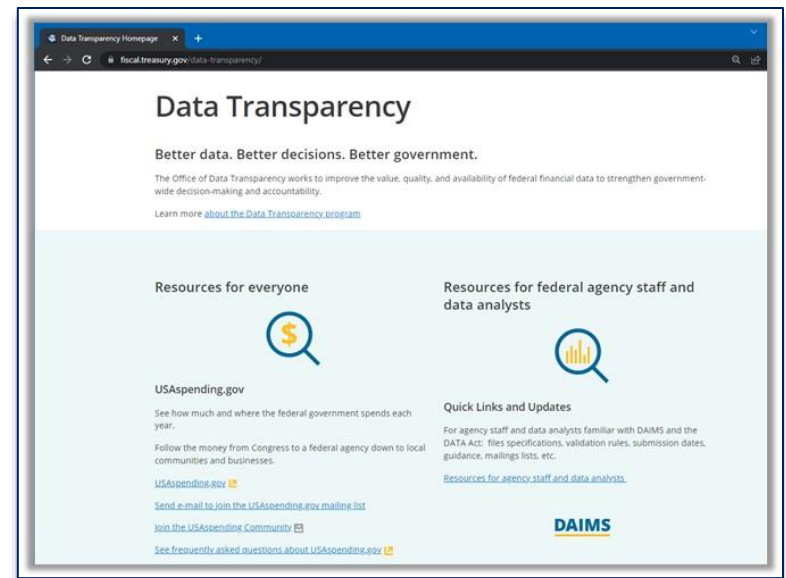 Data Transparency Homepage
fiscal.treasury.gov/data-transparency/
Data Transparency
Better data. Better decisions. Better government.
The Office of Data Transparency works to improve the value, quality, and availability of federal financial data to strengthen government-
wide decision-making and accountability.
Learn more about the Data Transparency program
Resources for everyone
$
USAspending.gov
See how much and where the federal government spends each
year.
Follow the money from Congress to a federal agency down to local
communities and businesses.
USAspending.gov
Send e-mail to join the USAspending.gov mailing list
Join the USAspending Community
See frequently asked questions about USAspending.gov
Resources for federal agency staff and
data analysts
Quick Links and Updates
For agency staff and data analysts familiar with DAIMS and the
DATA Act: files specifications, validation rules, submission dates,
guidance, mailings lists, etc.
Resources for agency staff and data analysts
DAIMS